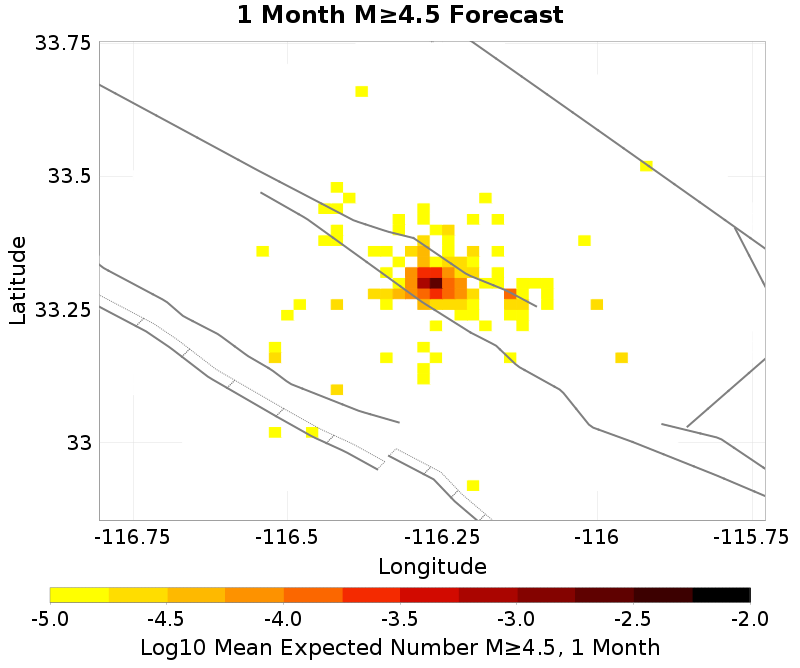 1 Month M≥4.5 Forecast
33.75
33.5
33.25
33
Latitude
-116.75 -116.5 -116.25 -116 -115.75
Longitude
-5.0 -4.5 -4.0 -3.5 -3.0 -2.5 -2.0
Log10 Mean Expected Number M≥4.5, 1 Month